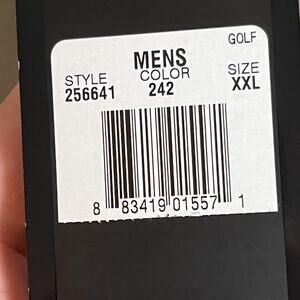 GOLF
MENS
STYLE COLOR SIZE
256641 242 XXL
8 83419 01557 1